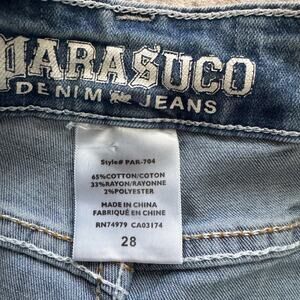 PARASUCO
DENIM JEANS
Style# PAR-704
65%COTTON/COTON
33%RAYON/RAYONNE
2%POLYESTER
MADE IN CHINA
FABRIQUÉ EN CHINE
RN74979 CA03174
28